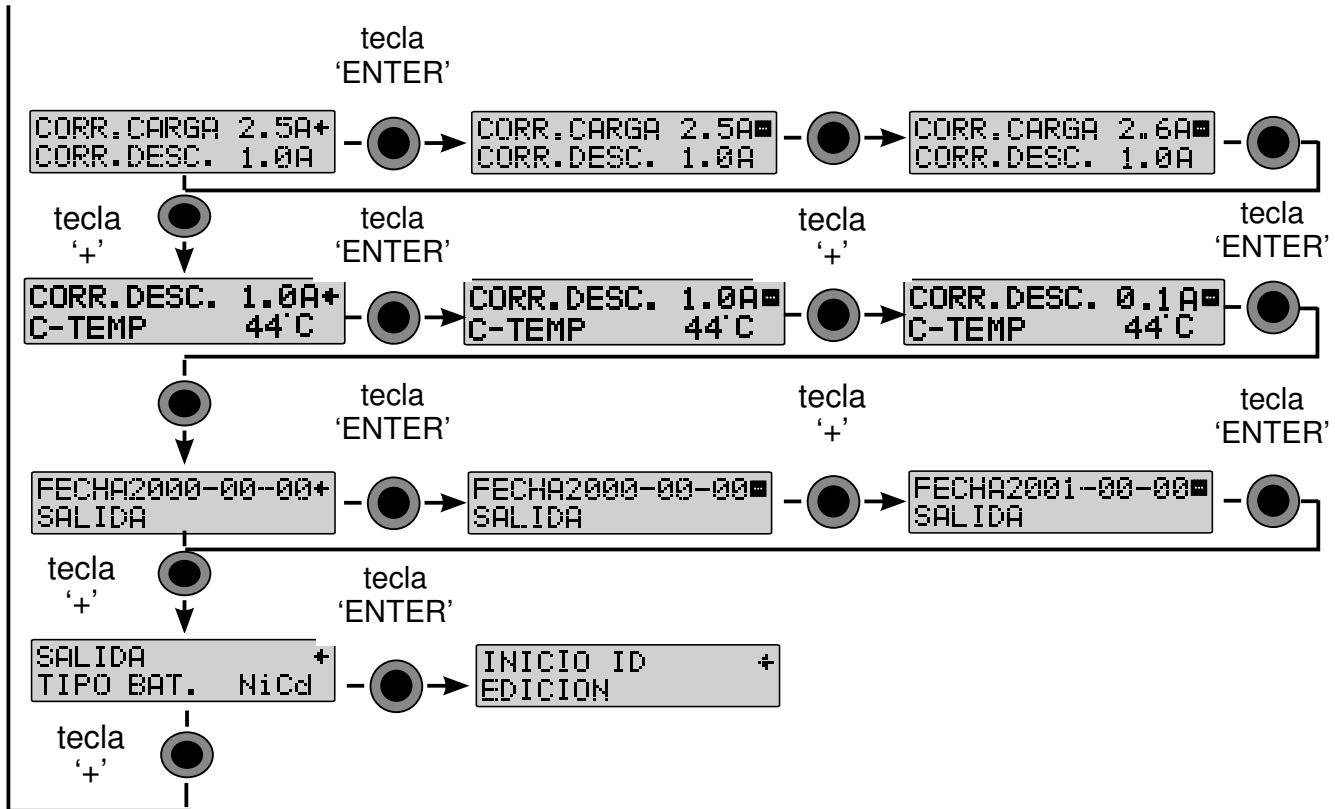 tecla
‘ENTER’
CORR.CARGA 2.5A
CORR.DESC. 1.0A
CORR.CARGA 2.5A
CORR.DESC. 1.0A
CORR.CARGA 2.6A
CORR.DESC. 1.0A
tecla
‘+’
tecla
‘ENTER’
tecla
‘+’
tecla
‘ENTER’
CORR.DESC. 1.0A
C-TEMP 44°C
CORR.DESC. 1.0A
C-TEMP 44°C
CORR.DESC. 0.1A
C-TEMP 44°C
tecla
‘ENTER’
tecla
‘+’
tecla
‘ENTER’
FECHA2000-00-00
SALIDA
FECHA2000-00-00
SALIDA
FECHA2001-00-00
SALIDA
tecla
‘+’
tecla
‘ENTER’
SALIDA
TIPO BAT. NiCd
INICIO ID
EDICION
tecla
‘+’